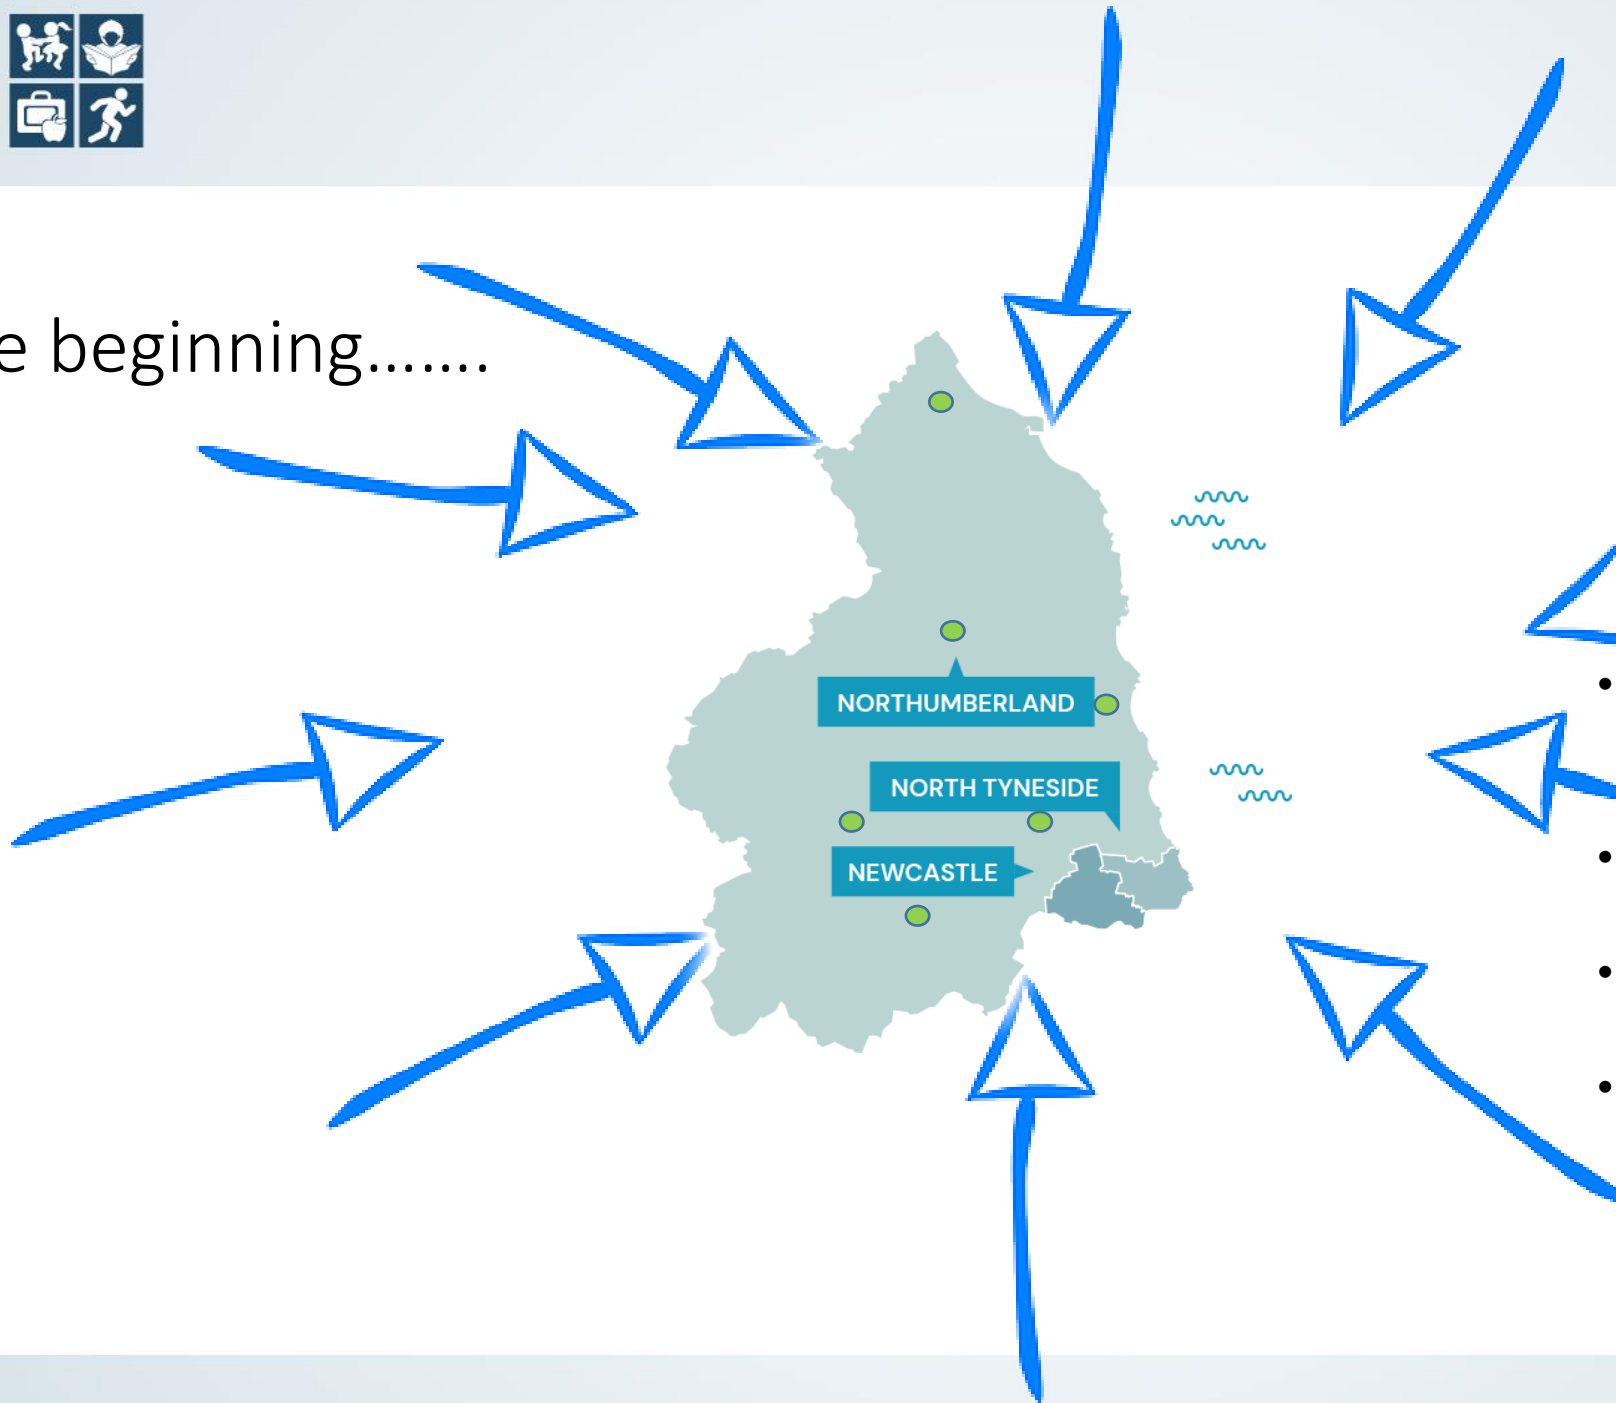 e beginning.......
NORTHUMBERLAND
NORTH TYNESIDE
NEWCASTLE
•
•
•
•